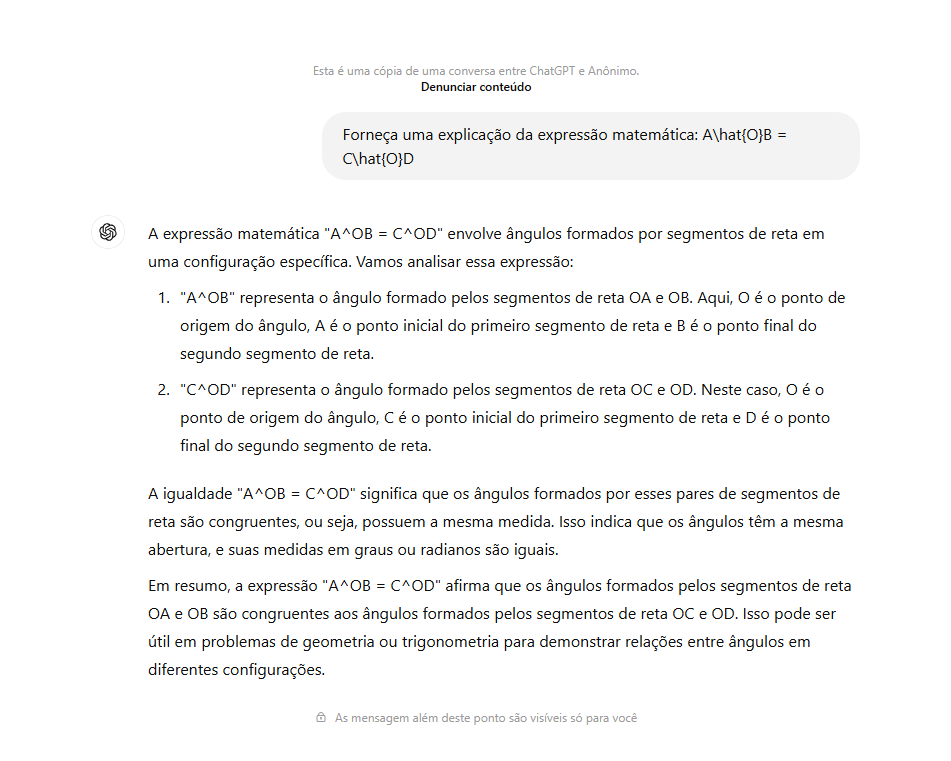 Esta é uma cópia de uma conversa entre ChatGPT e Anônimo.
Denunciar conteúdo
Forneça uma explicação da expressão matemática: A\hat{O}B =
C\hat{O}D
A expressão matemática "A^OB = C^OD" envolve ângulos formados por segmentos de reta em
uma configuração específica. Vamos analisar essa expressão:
1. "A^OB" representa o ângulo formado pelos segmentos de reta OA e OB. Aqui, O é o ponto de
origem do ângulo, A é o ponto inicial do primeiro segmento de reta e B é o ponto final do
segundo segmento de reta.
2. "C^OD" representa o ângulo formado pelos segmentos de reta OC e OD. Neste caso, O é o
ponto de origem do ângulo, C é o ponto inicial do primeiro segmento de reta e D é o ponto
final do segundo segmento de reta.
A igualdade "A^OB = C^OD" significa que os ângulos formados por esses pares de segmentos de
reta são congruentes, ou seja, possuem a mesma medida. Isso indica que os ângulos têm a mesma
abertura, e suas medidas em graus ou radianos são iguais.
Em resumo, a expressão "A^OB = C^OD" afirma que os ângulos formados pelos segmentos de reta
OA e OB são congruentes aos ângulos formados pelos segmentos de reta OC e OD. Isso pode ser
útil em problemas de geometria ou trigonometria para demonstrar relações entre ângulos em
diferentes configurações.
As mensagem além deste ponto são visíveis só para você